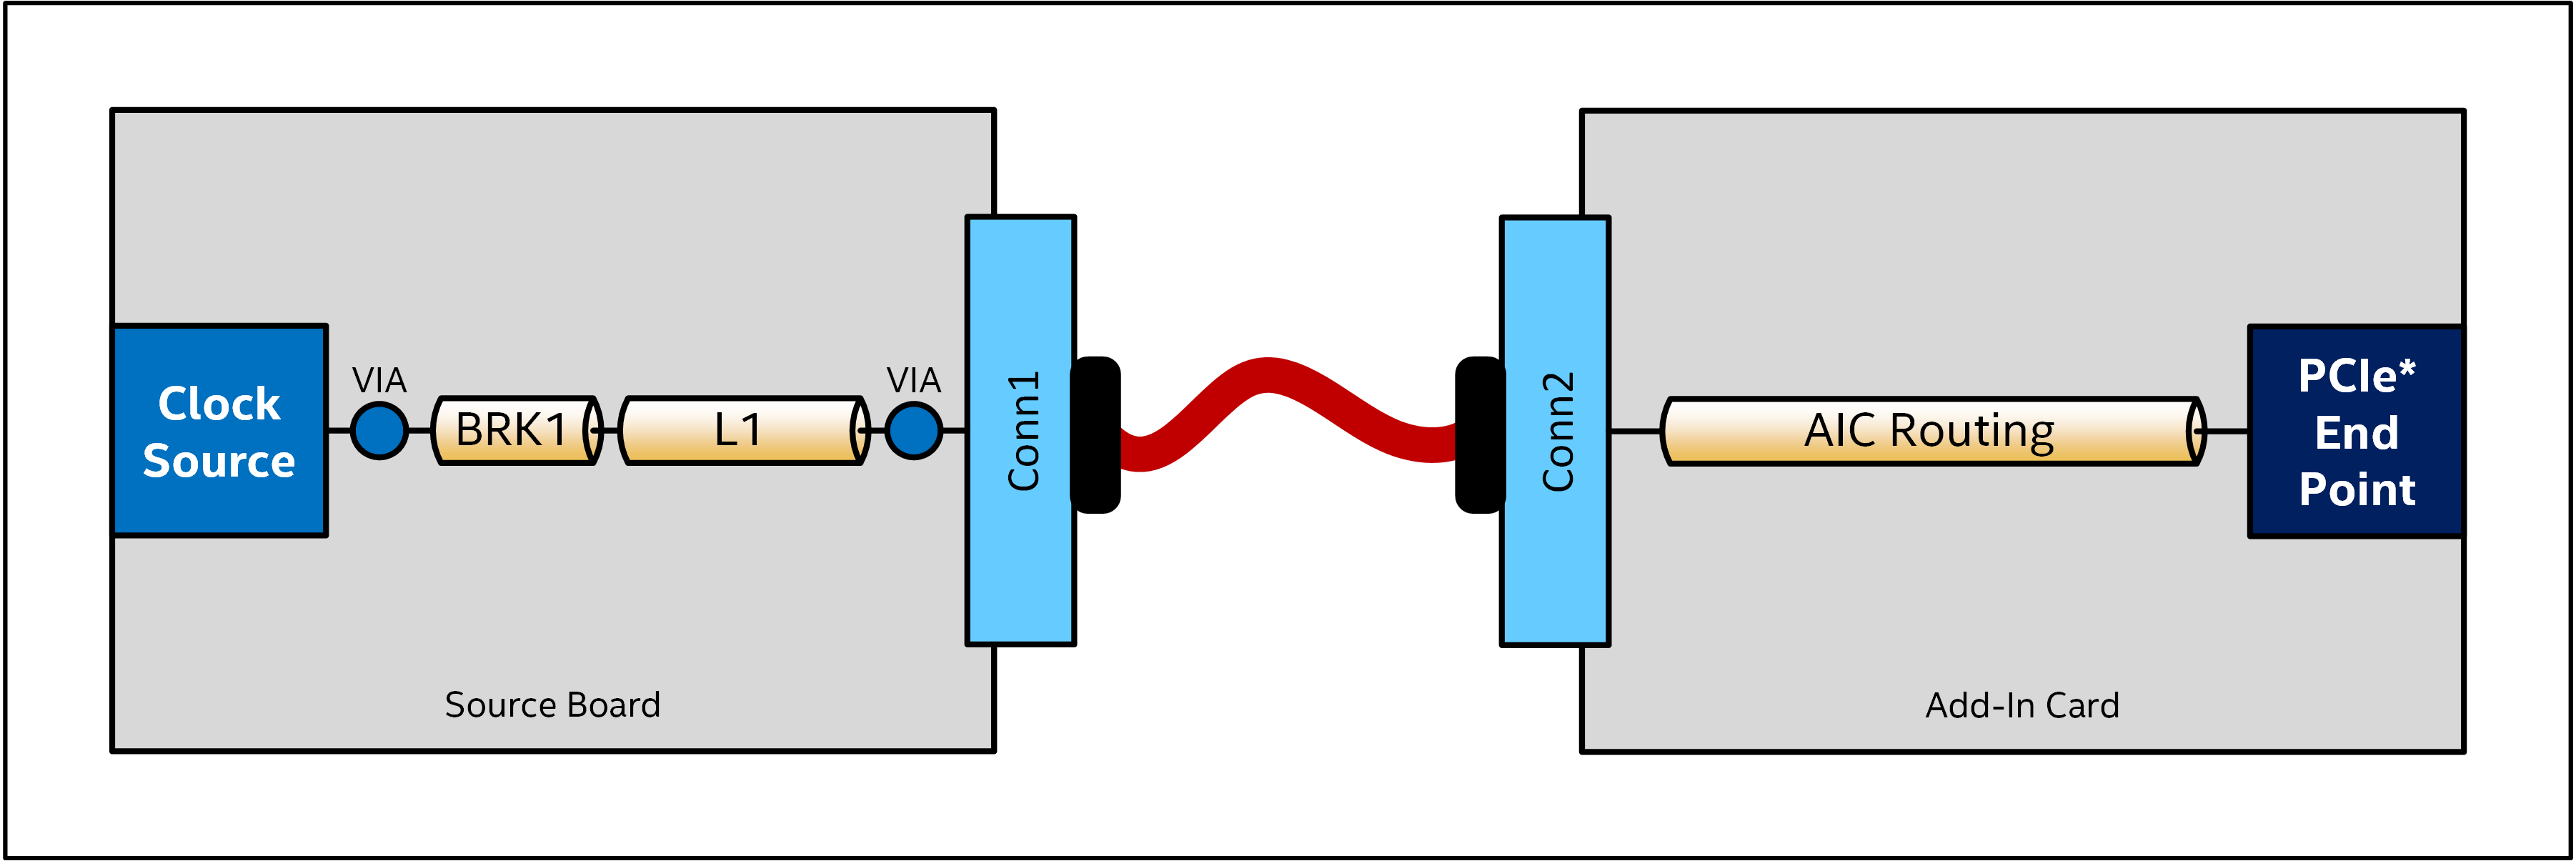 Clock
Source
VIA
BRK1
L1
VIA
Conn1
Conn2
AIC Routing
PCIe*
End
Point
Source Board
Add-In Card